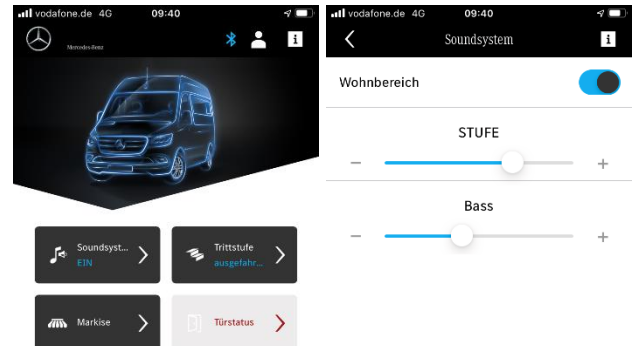 vodafone.de 4G 09:40
Mercedes-Benz
i
Soundsyst...
EIN
Trittstufe
ausgefahr...
Markise
Türstatus
vodafone.de 4G 09:40
Soundsystem
i
Wohnbereich
STUFE
− +
Bass
− +